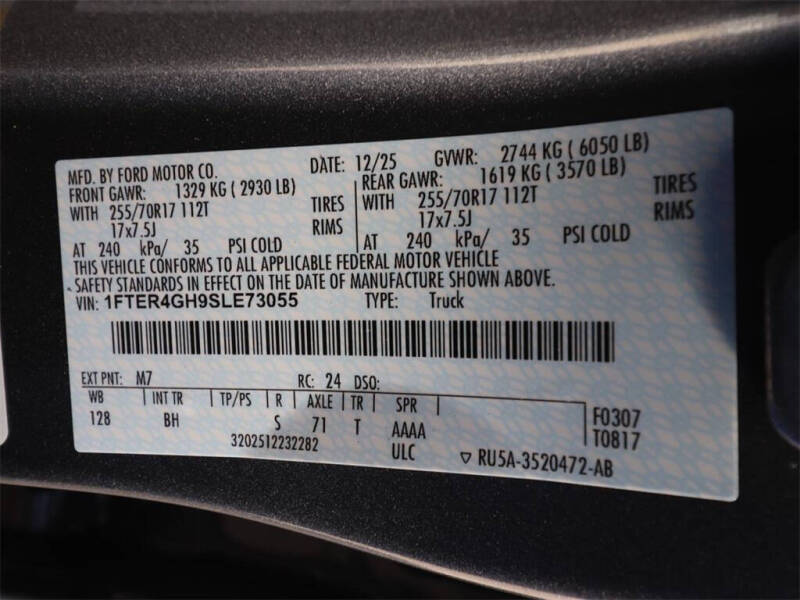 MFD. BY FORD MOTOR CO. DATE: 12/25 GVWR: 2744 KG ( 6050 LB)
FRONT GAWR: 1329 KG ( 2930 LB) REAR GAWR: 1619 KG ( 3570 LB)
WITH 255/70R17 112T TIRES WITH 255/70R17 112T TIRES
17x7.5J RIMS 17x7.5J RIMS
AT 240 kPa/ 35 PSI COLD AT 240 kPa/ 35 PSI COLD
THIS VEHICLE CONFORMS TO ALL APPLICABLE FEDERAL MOTOR VEHICLE
SAFETY STANDARDS IN EFFECT ON THE DATE OF MANUFACTURE SHOWN ABOVE.
VIN: 1FTER4GH9SLE73055 TYPE: Truck
EXT PNT: M7 RC: 24 DSO:
WB INT TR TP/PS R AXLE TR SPR F0307
128 BH S 71 T AAAA T0817
3202512232282 ULC ▽ RU5A-3520472-AB